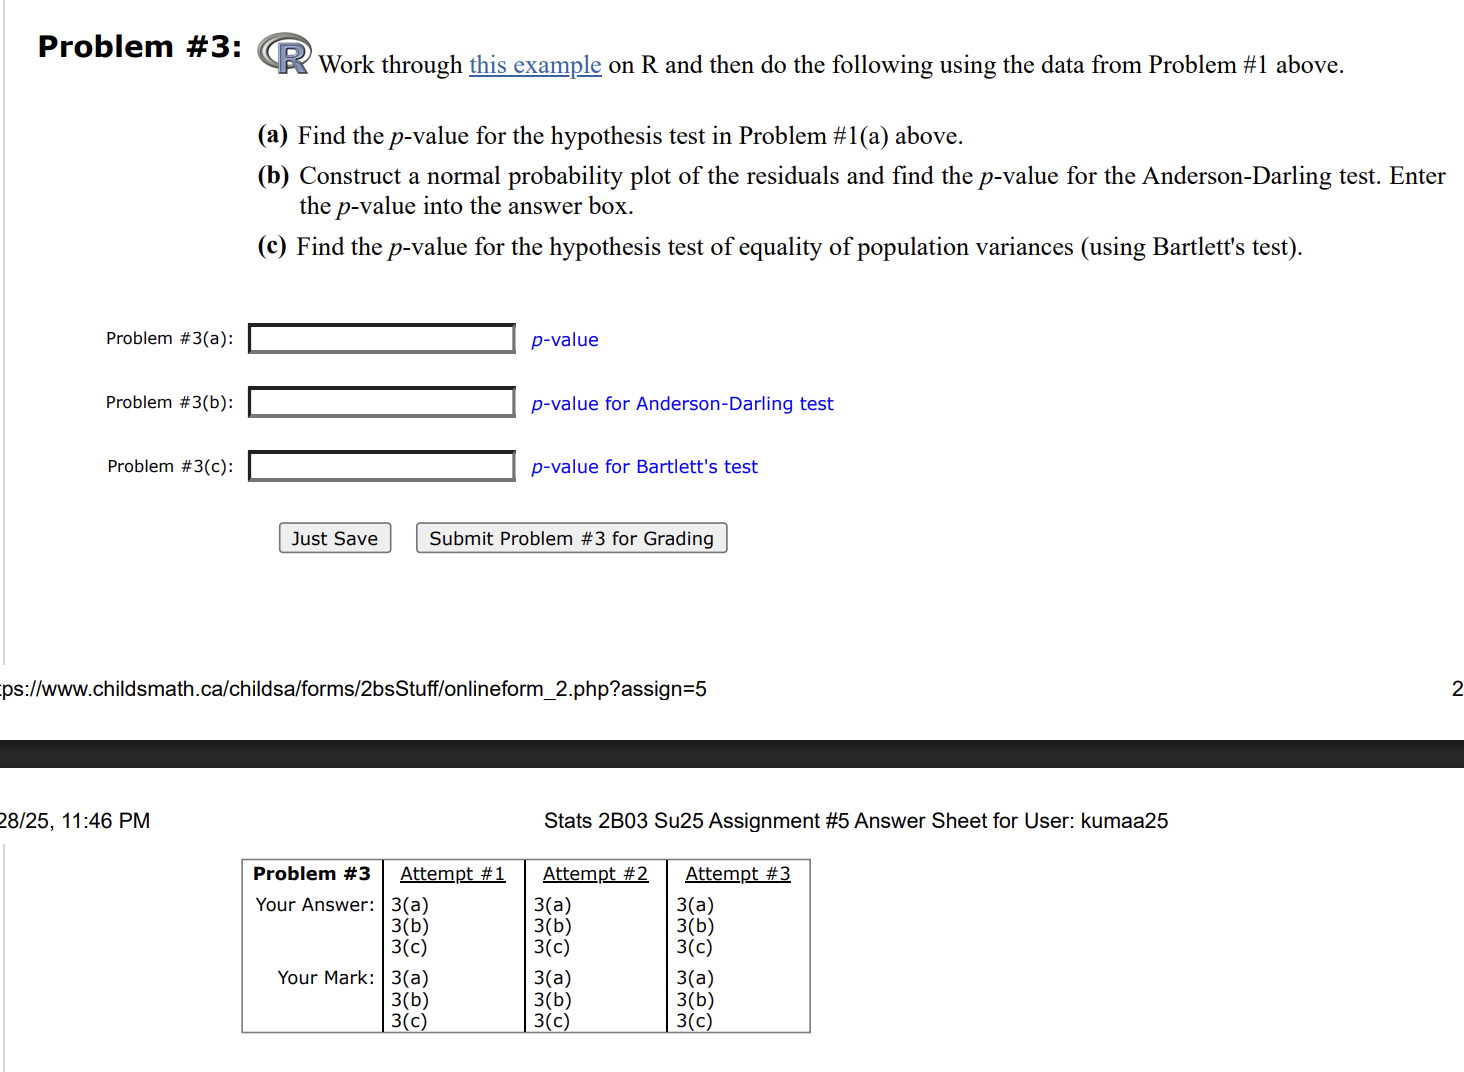 Problem #3: R Work through this example on R and then do the following using the data from Problem #1 above.
(a) Find the p-value for the hypothesis test in Problem #1(a) above.
(b) Construct a normal probability plot of the residuals and find the p-value for the Anderson-Darling test. Enter
the p-value into the answer box.
(c) Find the p-value for the hypothesis test of equality of population variances (using Bartlett's test).
Problem #3(a): p-value
Problem #3(b): p-value for Anderson-Darling test
Problem #3(c): p-value for Bartlett's test
Just Save Submit Problem #3 for Grading
tps://www.childsmath.ca/childsa/forms/2bsStuff/onlineform_2.php?assign=5 2
28/25, 11:46 PM Stats 2B03 Su25 Assignment #5 Answer Sheet for User: kumaa25
Problem #3 Attempt #1 Attempt #2 Attempt #3
Your Answer: 3(a) 3(a) 3(a)
3(b) 3(b) 3(b)
3(c) 3(c) 3(c)
Your Mark: 3(a) 3(a) 3(a)
3(b) 3(b) 3(b)
3(c) 3(c) 3(c)